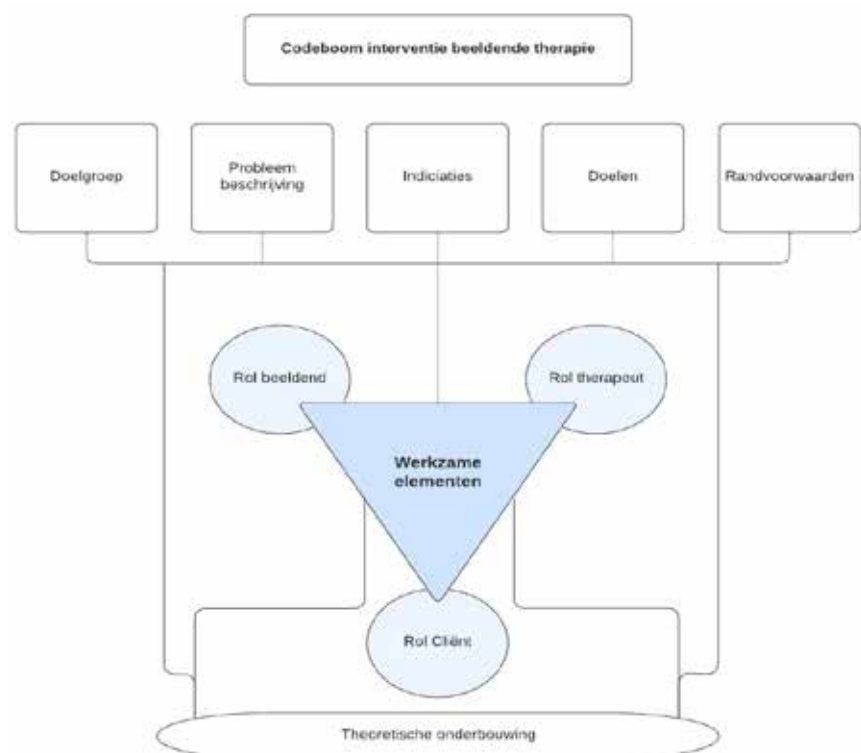 Codeboom interventie beeldende therapie
Doelgroep
Probleem
beschrijving
Indiciaties
Doelen
Randvoorwaarden
Rol beeldend
Rol therapeut
Werkzame
elementen
Rol Cliënt
Theoretische onderbouwing